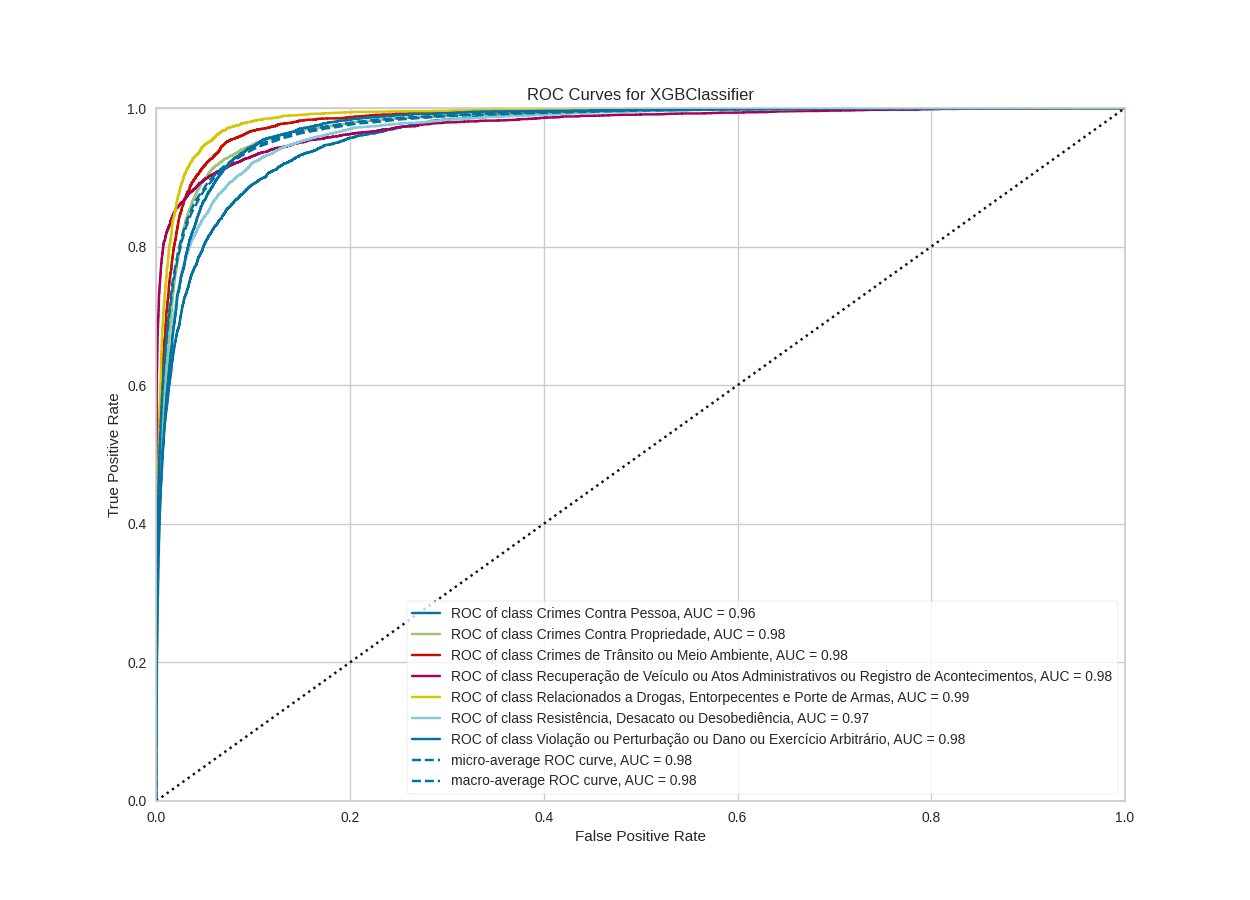 ROC Curves for XGBClassifier
1.0
0.8
0.6
0.4
0.2
0.0
True Positive Rate
ROC of class Crimes Contra Pessoa, AUC = 0.96
ROC of class Crimes Contra Propriedade, AUC = 0.98
ROC of class Crimes de Trânsito ou Meio Ambiente, AUC = 0.98
ROC of class Recuperação de Veículo ou Atos Administrativos ou Registro de Acontecimentos, AUC = 0.98
ROC of class Relacionados a Drogas, Entorpecentes e Porte de Armas, AUC = 0.99
ROC of class Resistência, Desacato ou Desobediência, AUC = 0.97
ROC of class Violação ou Perturbação ou Dano ou Exercício Arbitrário, AUC = 0.98
micro-average ROC curve, AUC = 0.98
macro-average ROC curve, AUC = 0.98
0.0 0.2 0.4 0.6 0.8 1.0
False Positive Rate